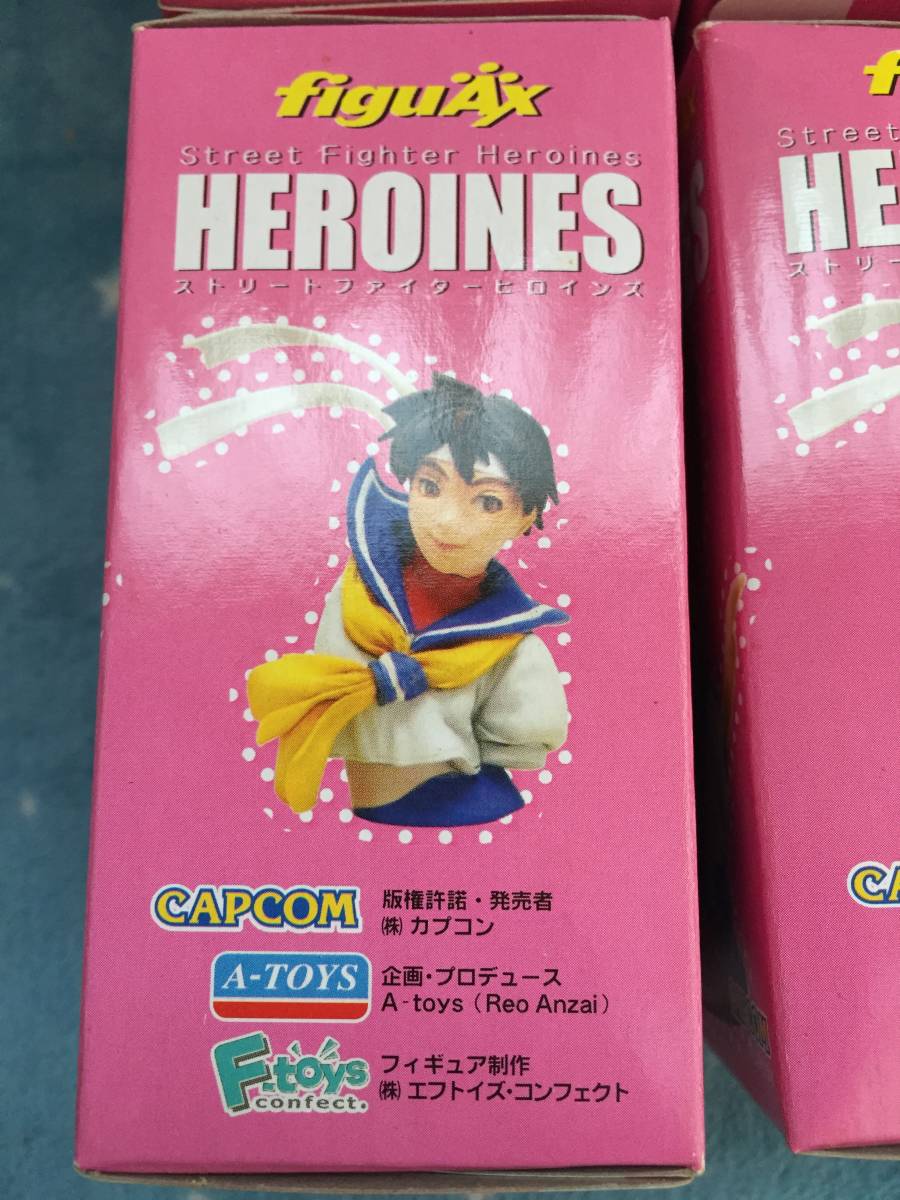 figuAx
Street Fighter Heroines
HEROINES
ストリートファイターヒロインズ
CAPCOM
版権許諾・発売者
㈱ カプコン
A-TOYS
企画・プロデュース
A-toys (Reo Anzai)
F.toys
confect.
フィギュア制作
㈱ エフトイズ・コンフェクト
f
Street
HE
ストリ
CA